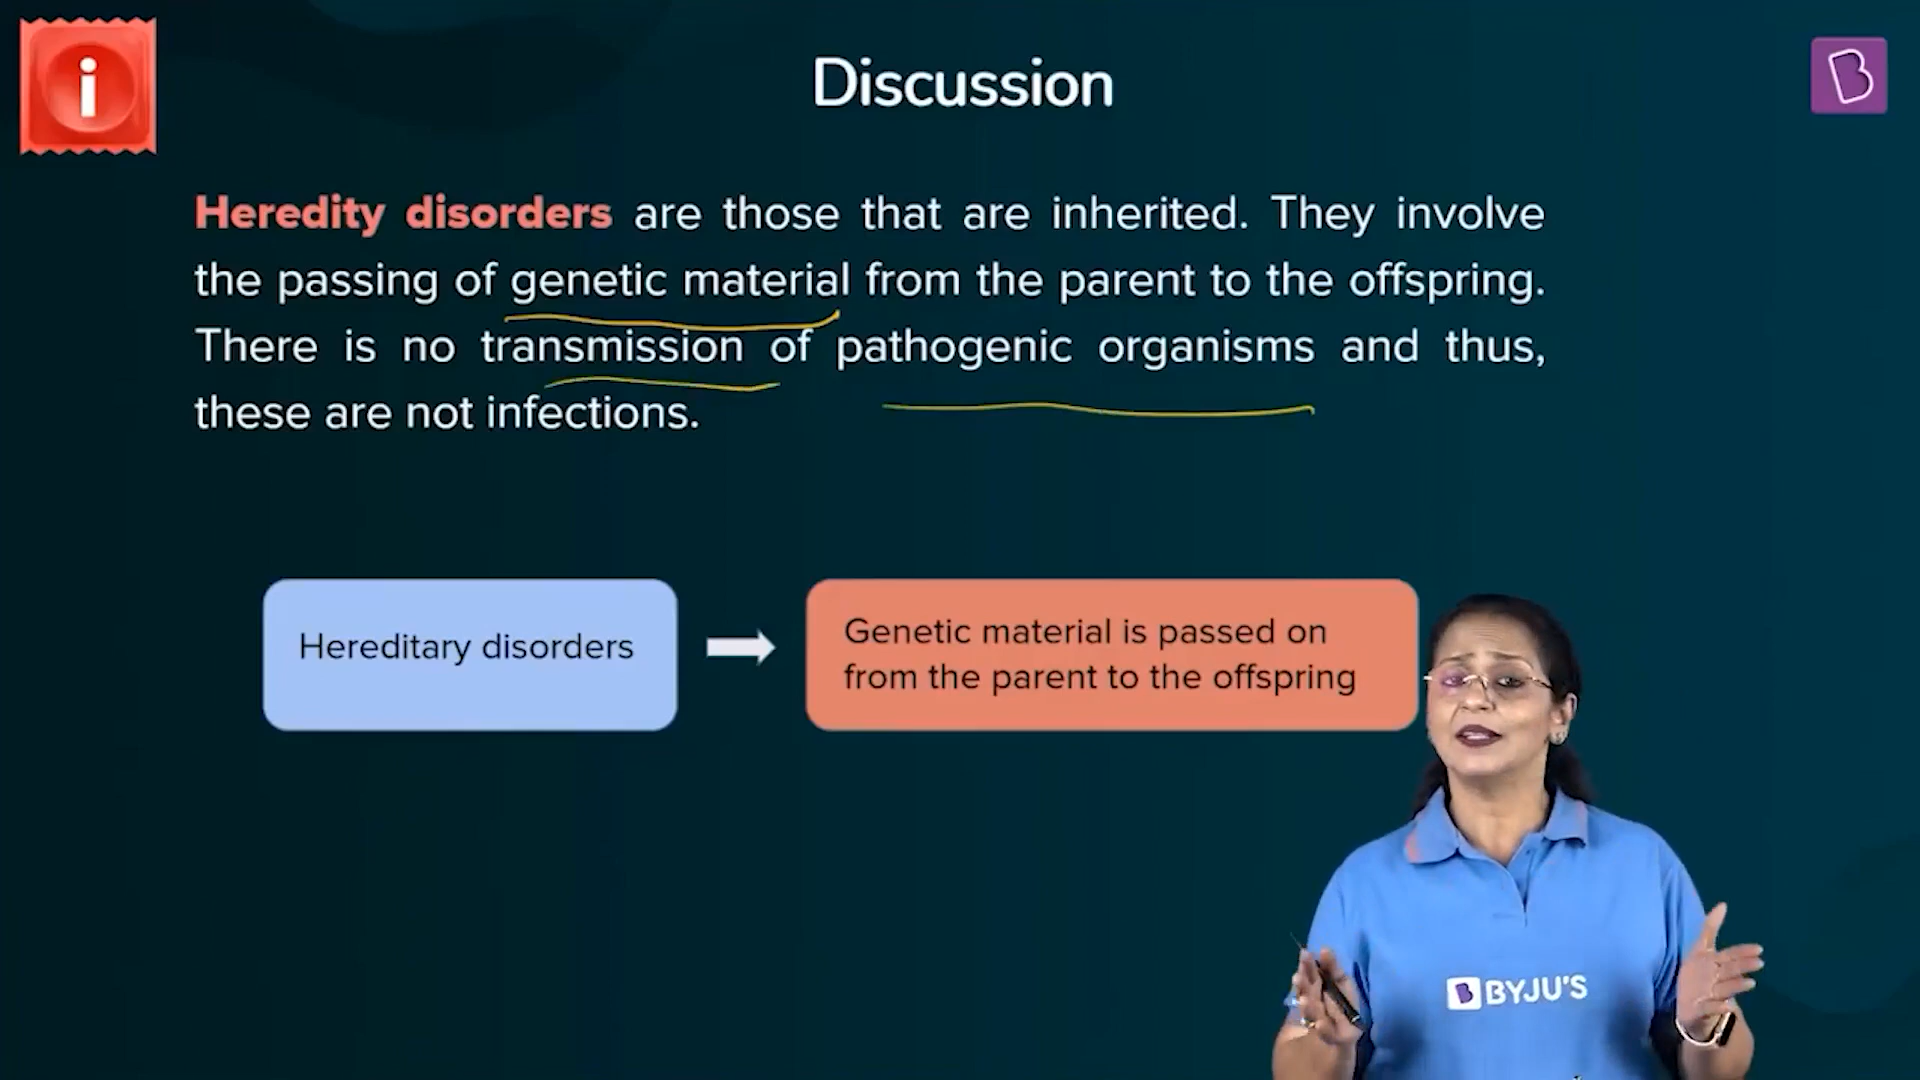 i
Discussion
B
Heredity disorders are those that are inherited. They involve
the passing of genetic material from the parent to the offspring.
There is no transmission of pathogenic organisms and thus,
these are not infections.
Hereditary disorders
Genetic material is passed on
from the parent to the offspring
B BYJU'S